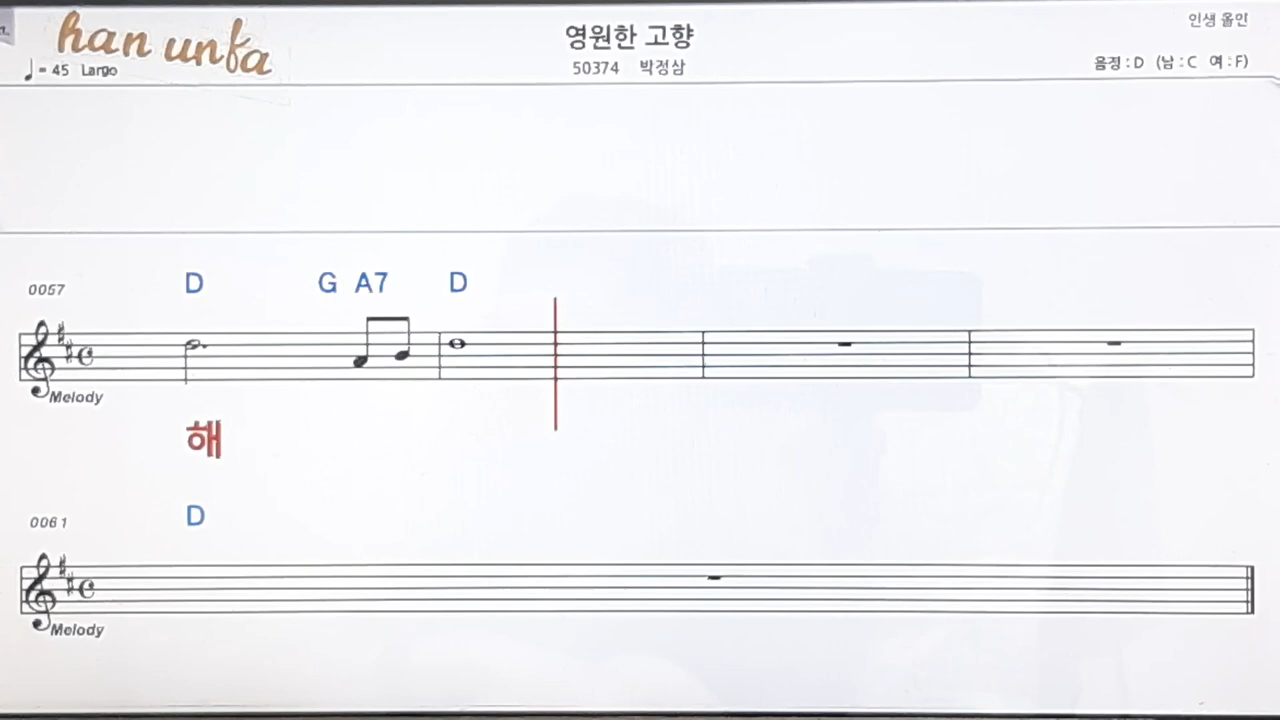 han unfa
♩= 45 Largo
영원한 고향
50374 박정삼
인생 올인
음정 : D (남 : C 여 : F)
0057
D G A7 D
Melody
해
0061
D
Melody